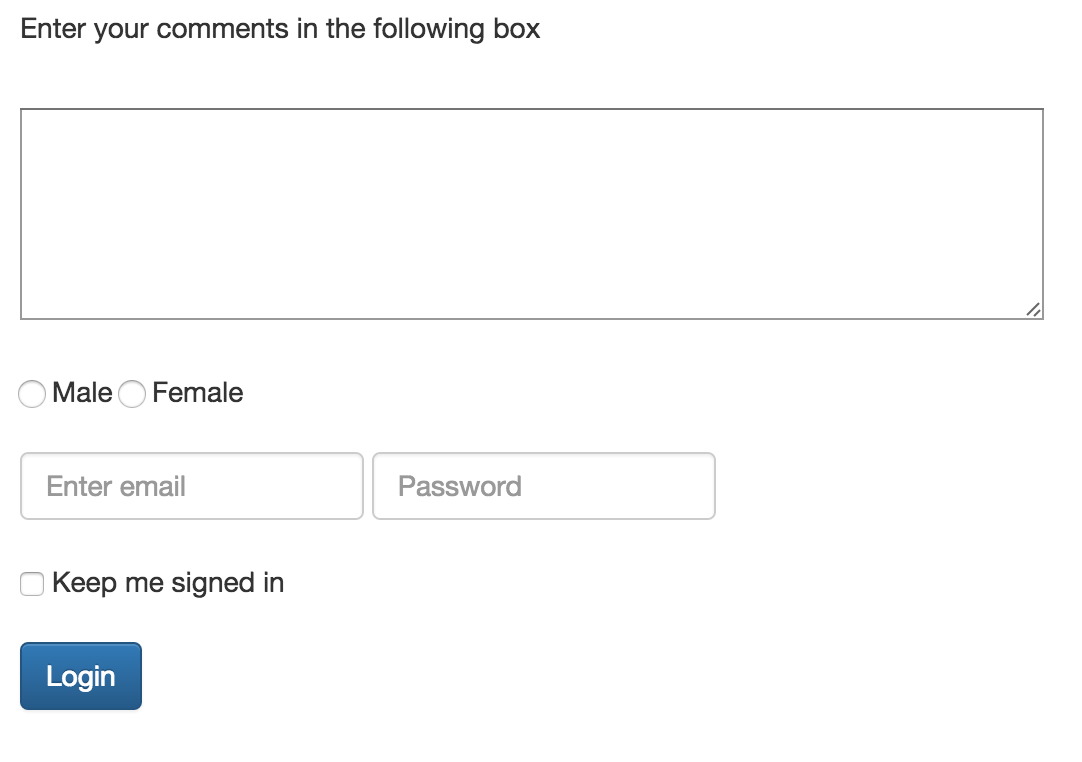 Enter your comments in the following box
Male Female
Enter email Password
Keep me signed in
Login